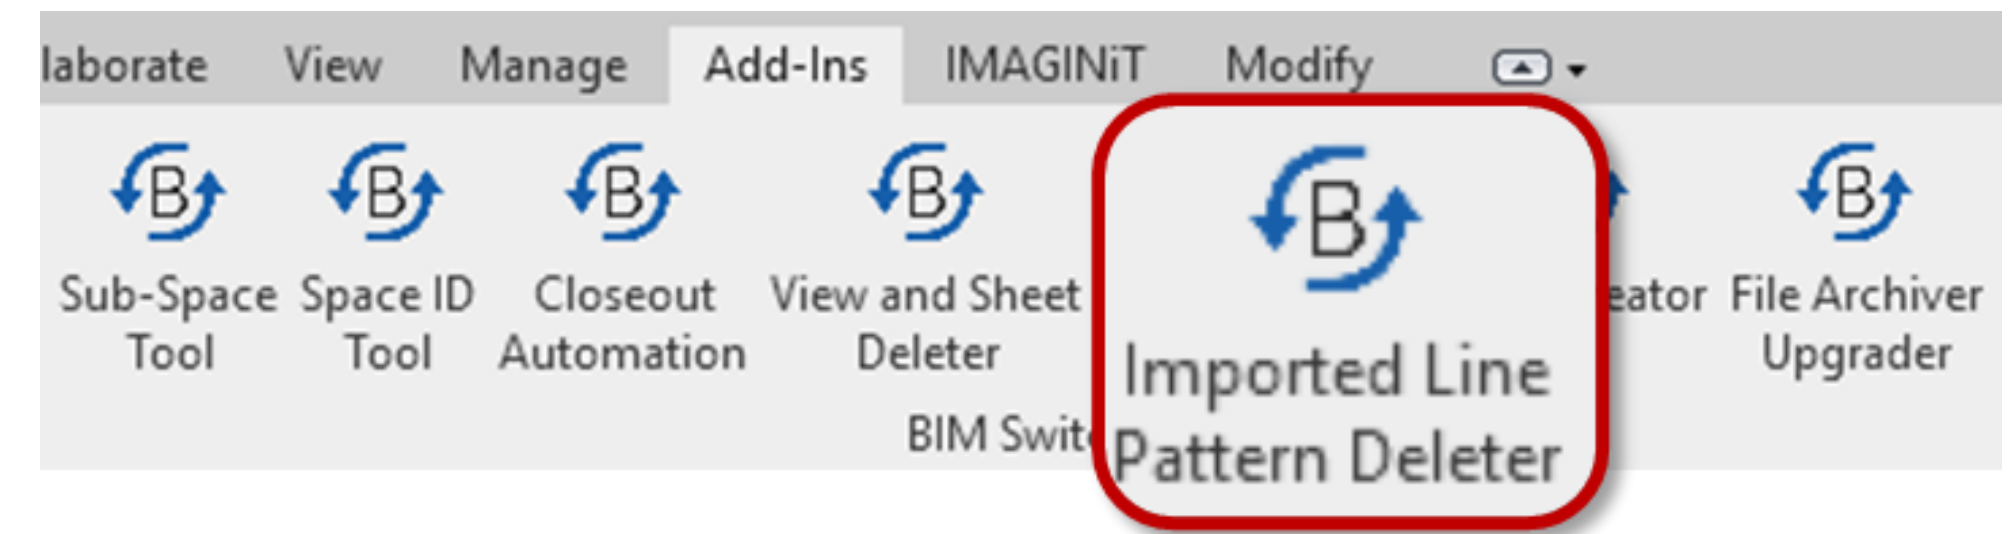 laborate View Manage Add-Ins IMAGINiT Modify
B B B B B B
Sub-Space Space ID Closeout View and Sheet eator File Archiver
Tool Tool Automation Deleter Upgrader
Imported Line
Pattern Deleter
BIM Swit